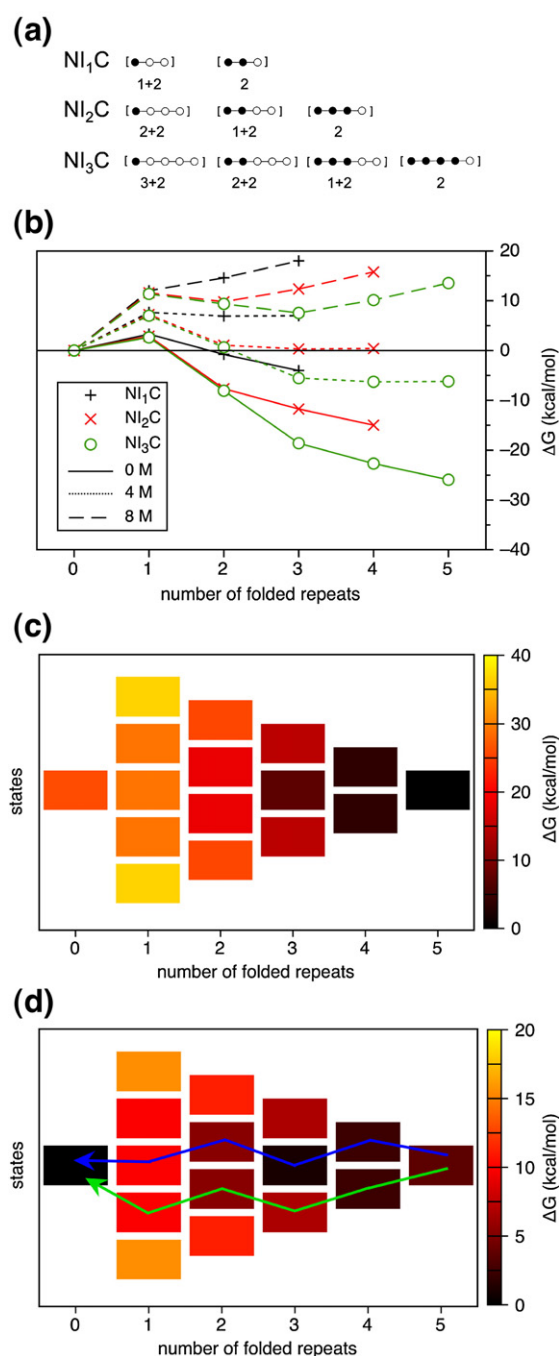 (a)
NI₁C [ ] [ ]
1+2 2
NI₂C [ ] [ ] [ ]
2+2 1+2 2
NI₃C [ ] [ ] [ ] [ ]
3+2 2+2 1+2 2
(b)
20
10
0
−10
−20
−30
−40
ΔG (kcal/mol)
NI₁C
NI₂C
NI₃C
0 M
4 M
8 M
0 1 2 3 4 5
number of folded repeats
(c)
states
0 1 2 3 4 5
number of folded repeats
40
30
20
10
0
ΔG (kcal/mol)
(d)
states
0 1 2 3 4 5
number of folded repeats
20
15
10
5
0
ΔG (kcal/mol)